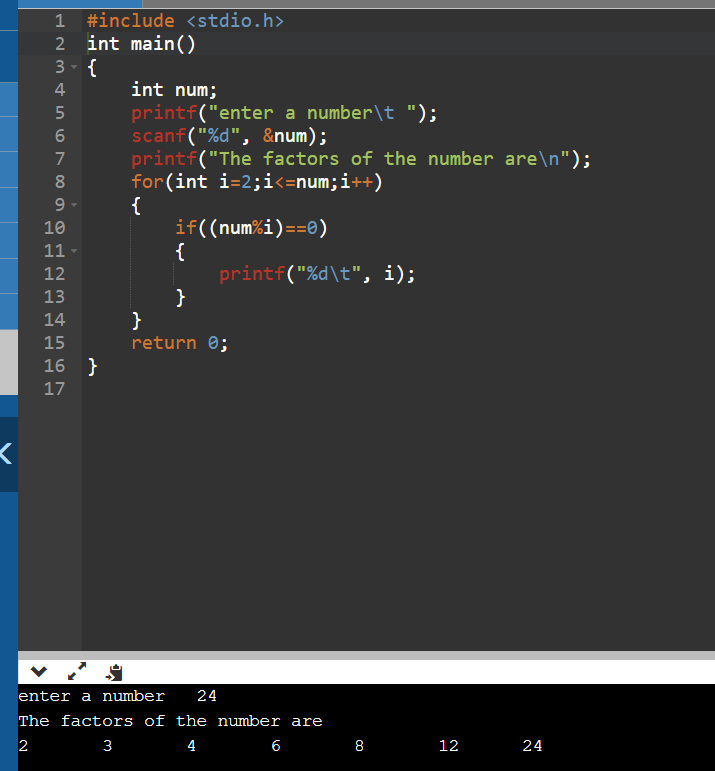 1 #include <stdio.h>
2 int main()
3 {
4 int num;
5 printf("enter a number\t ");
6 scanf("%d", &num);
7 printf("The factors of the number are\n");
8 for(int i=2;i<=num;i++)
9 {
10 if((num%i)==0)
11 {
12 printf("%d\t", i);
13 }
14 }
15 return 0;
16 }
17
enter a number 24
The factors of the number are
2 3 4 6 8 12 24